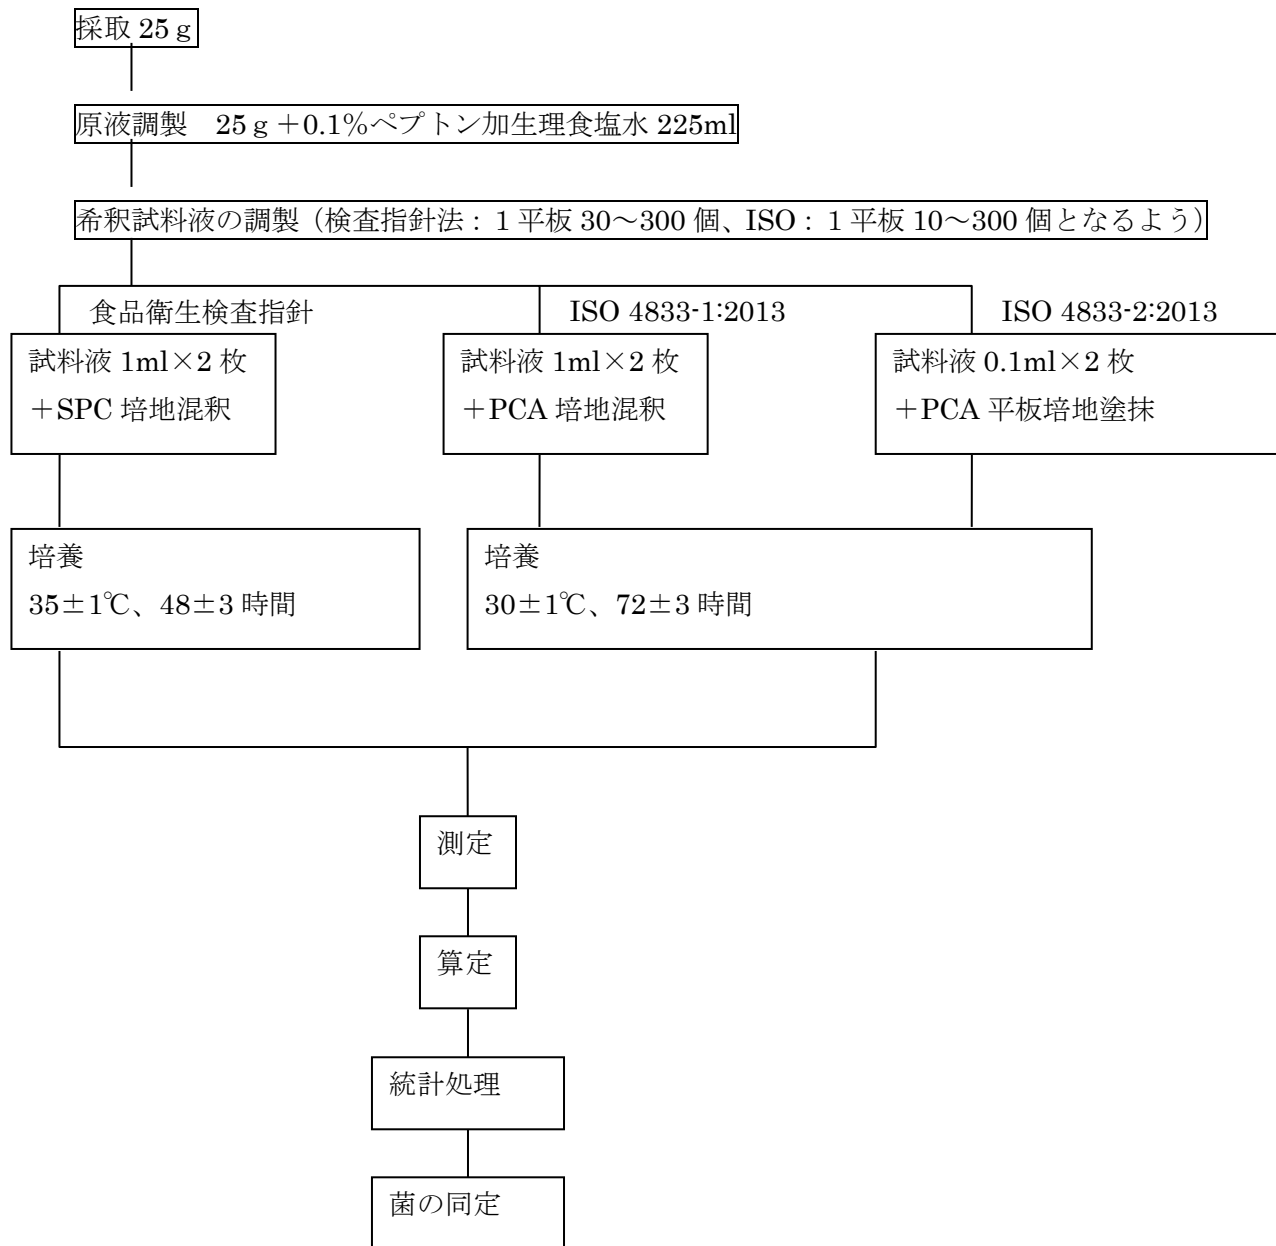 採取 25ｇ
原液調製　25ｇ＋0.1％ペプトン加生理食塩水 225ml
希釈試料液の調製（検査指針法：１平板 30～300 個、ISO：１平板 10～300 個となるよう）
食品衛生検査指針
ISO 4833-1:2013
ISO 4833-2:2013
試料液 1ml×2 枚
＋SPC 培地混釈
試料液 1ml×2 枚
＋PCA 培地混釈
試料液 0.1ml×2 枚
＋PCA 平板培地塗抹
培養
35±1℃、48±3 時間
培養
30±1℃、72±3 時間
測定
算定
統計処理
菌の同定